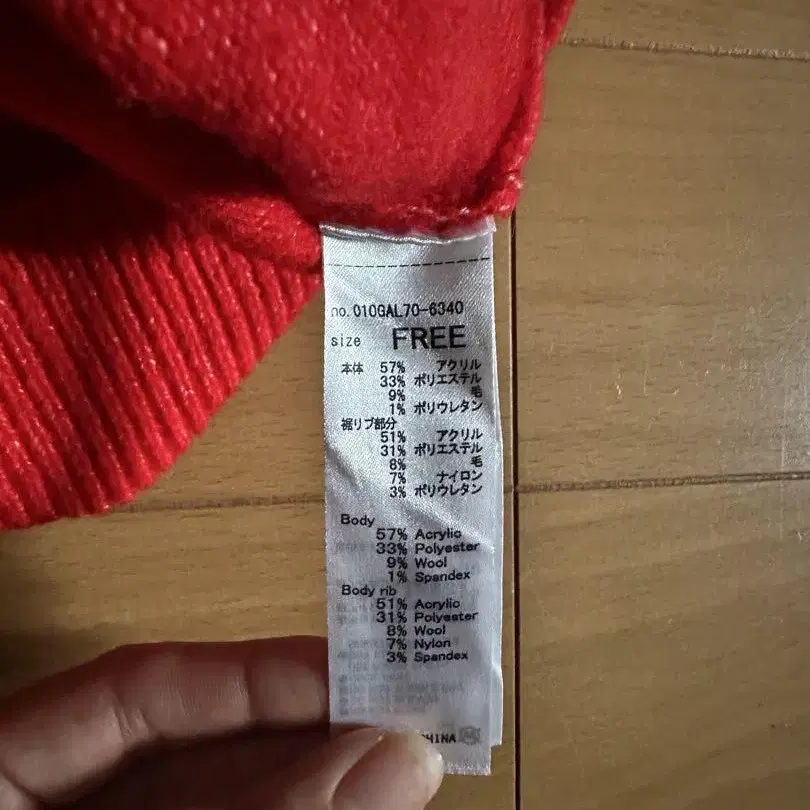 no.010GAL70-6340
size FREE
本体 57% アクリル
33% ポリエステル
9% 毛
1% ポリウレタン
裾リブ部分
51% アクリル
31% ポリエステル
8% 毛
7% ナイロン
3% ポリウレタン
Body
57% Acrylic
33% Polyester
9% Wool
1% Spandex
Body rib
51% Acrylic
31% Polyester
8% Wool
7% Nylon
3% Spandex